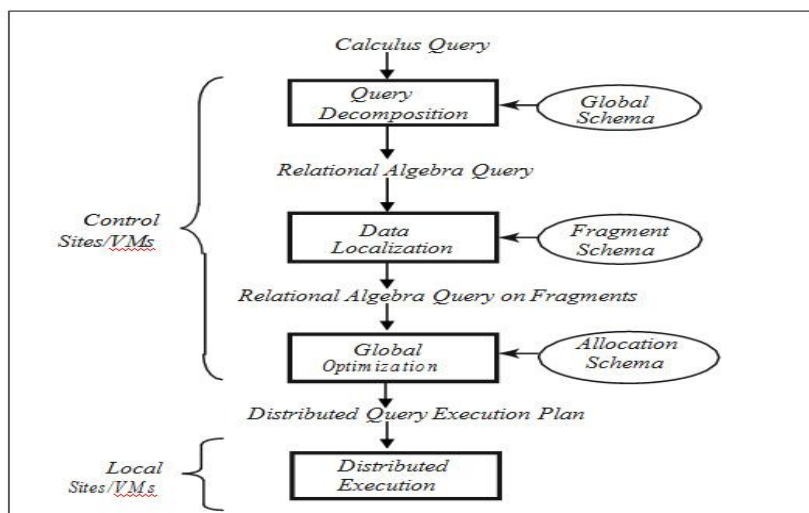 Calculus Query
Query
Decomposition
Global
Schema
Relational Algebra Query
Control
Sites/VMs
Data
Localization
Fragment
Schema
Relational Algebra Query on Fragments
Global
Optimization
Allocation
Schema
Distributed Query Execution Plan
Local
Sites/VMs
Distributed
Execution